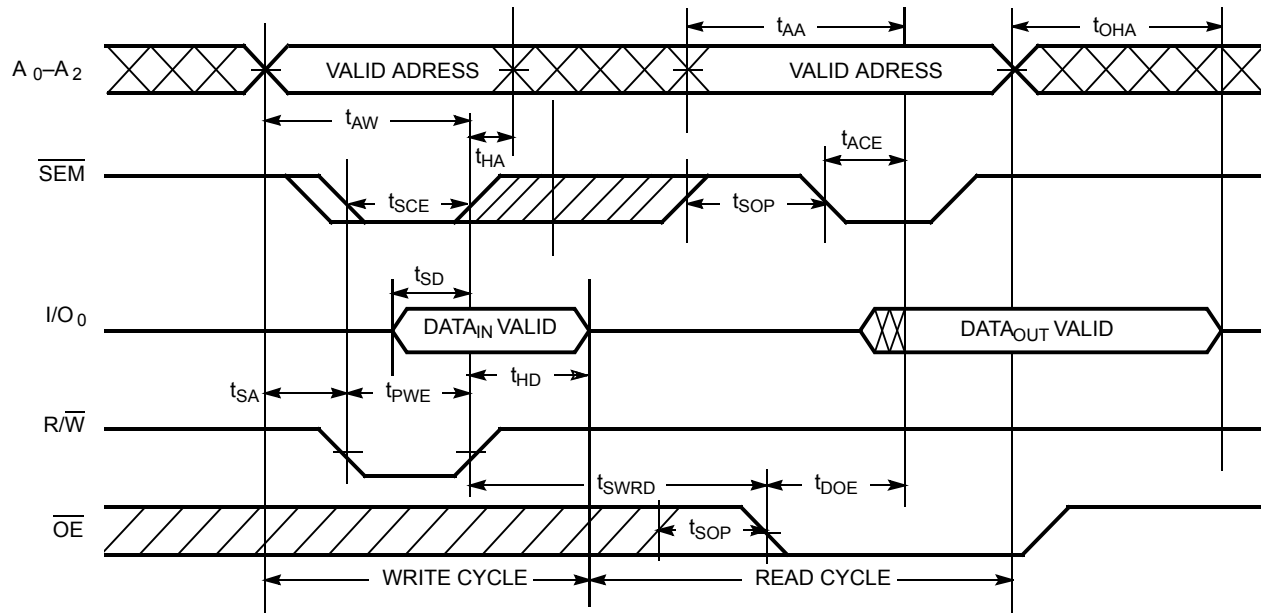 tAA
tOHA
A0–A2
VALID ADRESS
VALID ADRESS
tAW
tHA
tACE
SEM
tSCE
tSOP
tSD
I/O0
DATAIN VALID
DATAOUT VALID
tSA
tPWE
tHD
R/W
tSWRD
tDOE
OE
tSOP
WRITE CYCLE
READ CYCLE